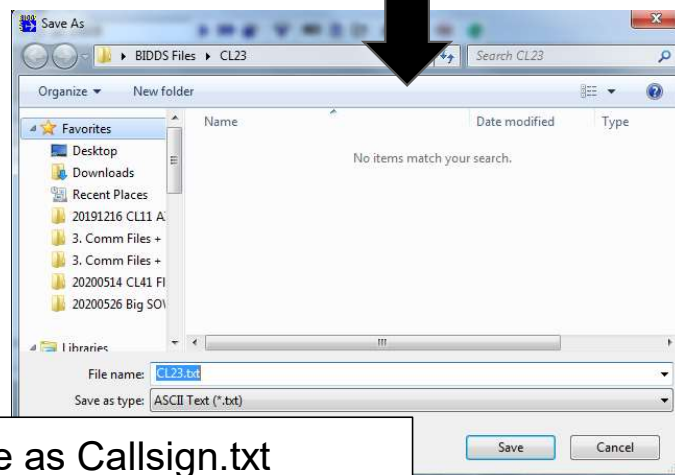 Save As
BIDDS Files ▸ CL23
Search CL23
Organize
New folder
Name
Date modified
Type
Favorites
Desktop
Downloads
Recent Places
20191216 CL11
3. Comm Files +
3. Comm Files +
20200514 CL41
20200526 Big
Libraries
No items match your search.
File name: CL23.txt
Save as type: ASCII Text (*.txt)
as Callsign.txt
Save
Cancel